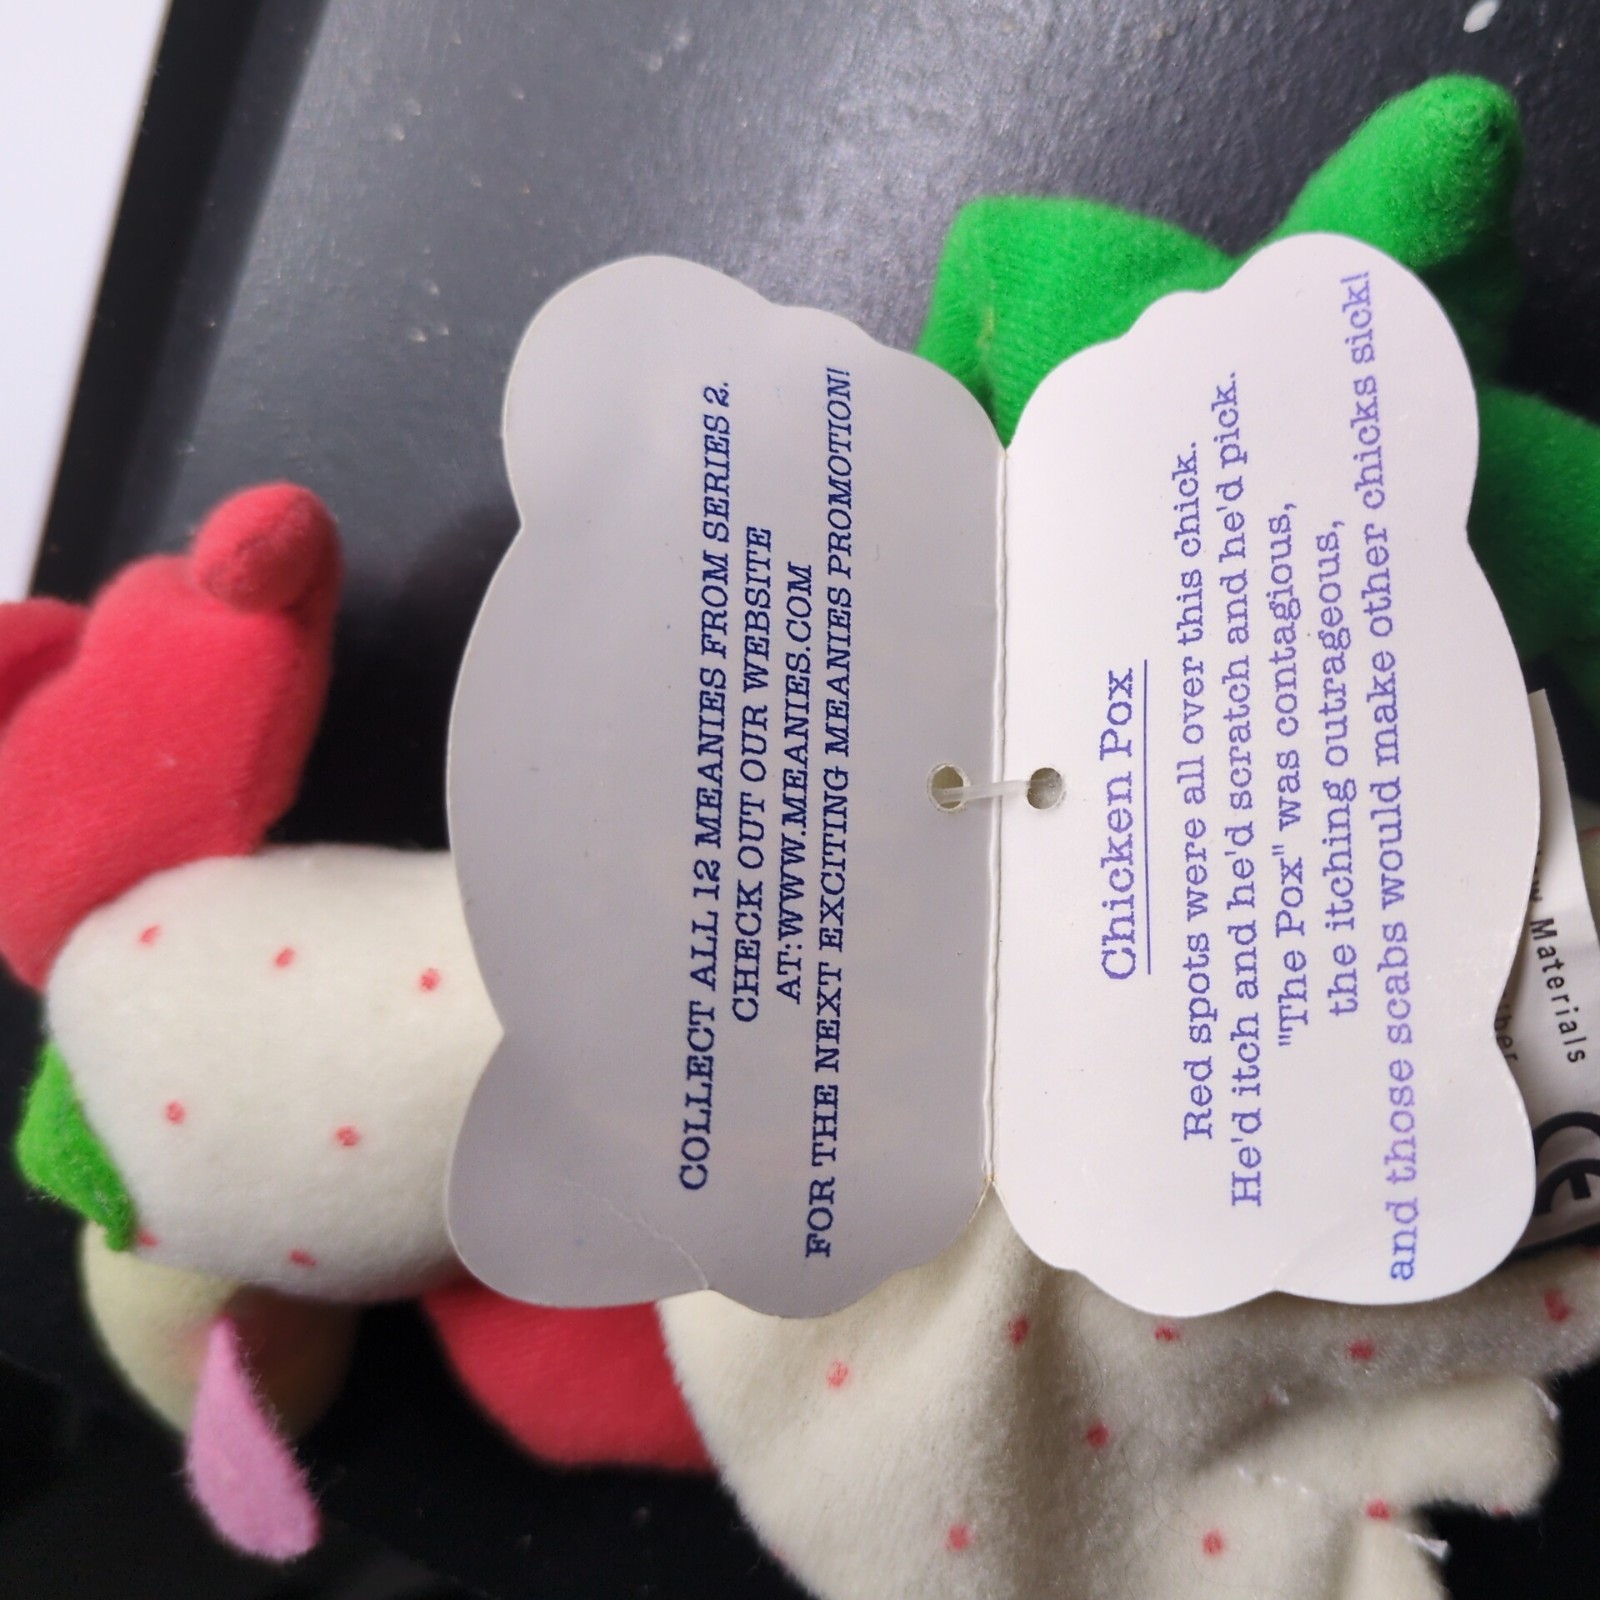 COLLECT ALL 12 MEANIES FROM SERIES 2.
CHECK OUT OUR WEBSITE
AT:WWW.MEANIES.COM
FOR THE NEXT EXCITING MEANIES PROMOTION!
Chicken Pox
Red spots were all over this chick.
He'd itch and he'd scratch and he'd pick.
"The Pox" was contagious,
the itching outrageous,
and those scabs would make other chicks sick!
Materials
CE